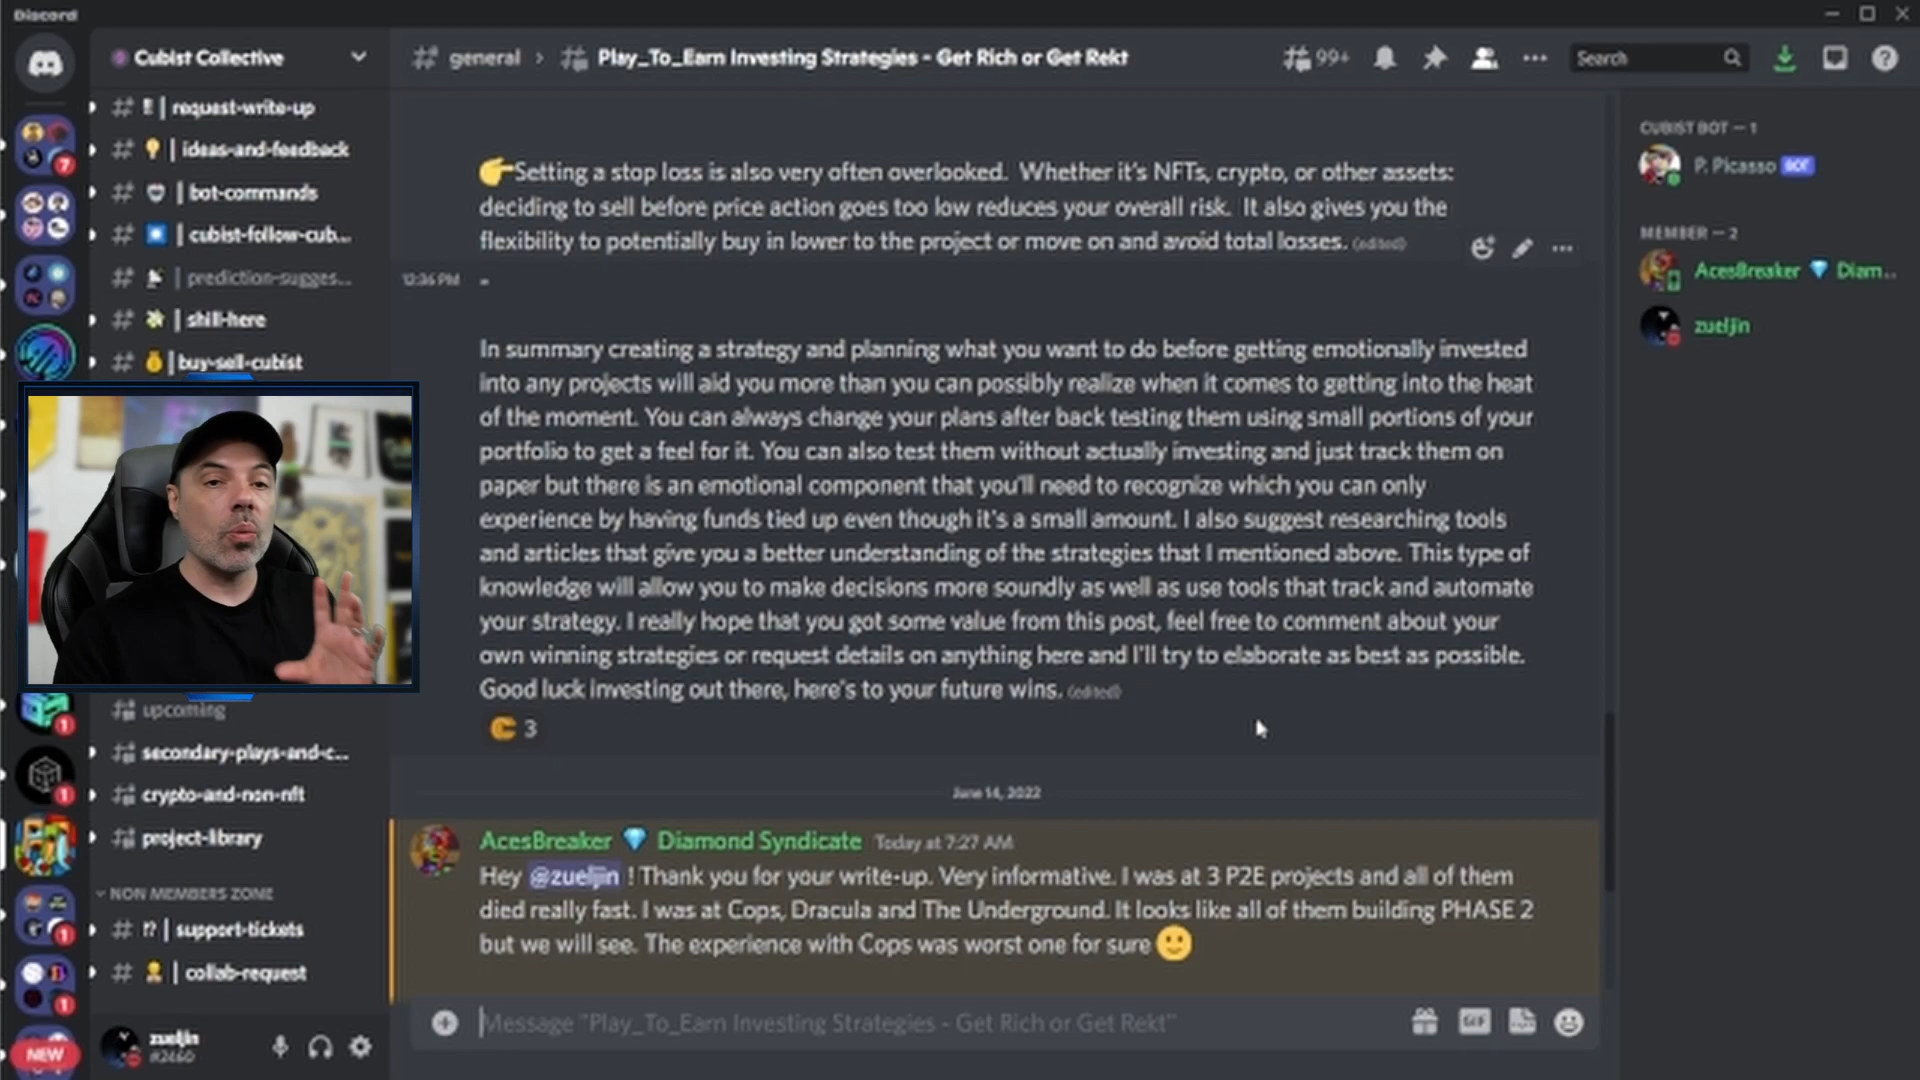 Discord
Cubist Collective
# general › Play_To_Earn Investing Strategies - Get Rich or Get Rekt
99+
Search
| request-write-up
| ideas-and-feedback
| bot-commands
| cubist-follow-cub...
| prediction-sugges...
| shill-here
| buy-sell-cubist
upcoming
secondary-plays-and-c...
crypto-and-non-nft
project-library
NON MEMBERS ZONE
⁉ | support-tickets
| collab-request
zueljin
#2460
7
1
1
1
1
NEW
Setting a stop loss is also very often overlooked. Whether it's NFTs, crypto, or other assets:
deciding to sell before price action goes too low reduces your overall risk. It also gives you the
flexibility to potentially buy in lower to the project or move on and avoid total losses. (edited)
12:36 PM -
In summary creating a strategy and planning what you want to do before getting emotionally invested
into any projects will aid you more than you can possibly realize when it comes to getting into the heat
of the moment. You can always change your plans after back testing them using small portions of your
portfolio to get a feel for it. You can also test them without actually investing and just track them on
paper but there is an emotional component that you'll need to recognize which you can only
experience by having funds tied up even though it's a small amount. I also suggest researching tools
and articles that give you a better understanding of the strategies that I mentioned above. This type of
knowledge will allow you to make decisions more soundly as well as use tools that track and automate
your strategy. I really hope that you got some value from this post, feel free to comment about your
own winning strategies or request details on anything here and I'll try to elaborate as best as possible.
Good luck investing out there, here's to your future wins. (edited)
3
June 14, 2022
AcesBreaker 💎 Diamond Syndicate Today at 7:27 AM
Hey @zueljin ! Thank you for your write-up. Very informative. I was at 3 P2E projects and all of them
died really fast. I was at Cops, Dracula and The Underground. It looks like all of them building PHASE 2
but we will see. The experience with Cops was worst one for sure 🙂
Message "Play_To_Earn Investing Strategies - Get Rich or Get Rekt"
GIF
CUBIST BOT — 1
P. Picasso BOT
MEMBER — 2
AcesBreaker 💎 Diam...
zueljin